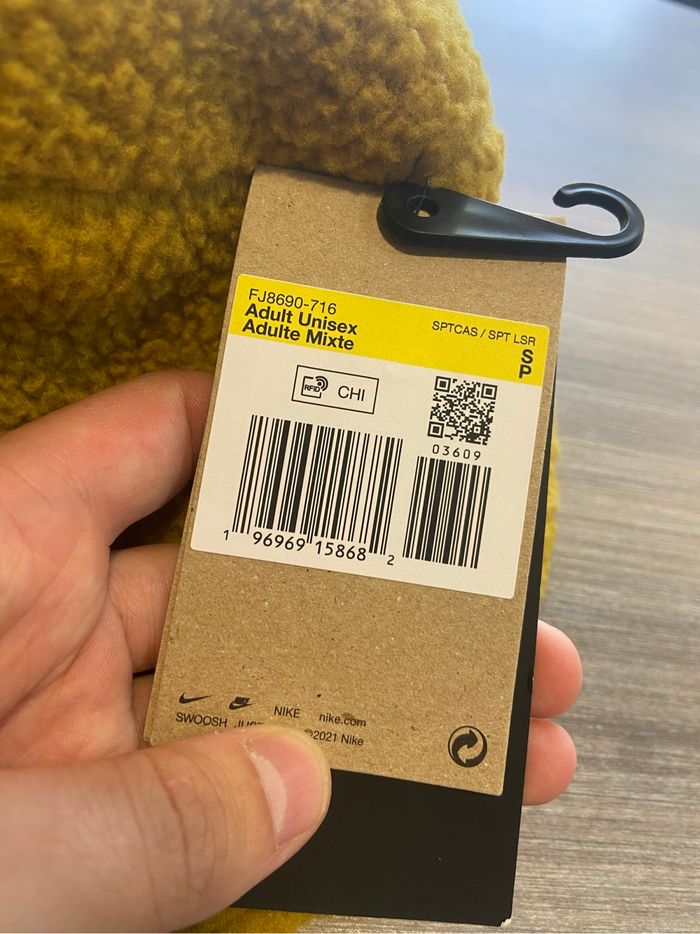 FJ8690-716
Adult Unisex
Adulte Mixte
SPTCAS / SPT LSR
S
P
RFID CHI
03609
1 96969 15868 2
NIKE nike.com
SWOOSH
©2021 Nike